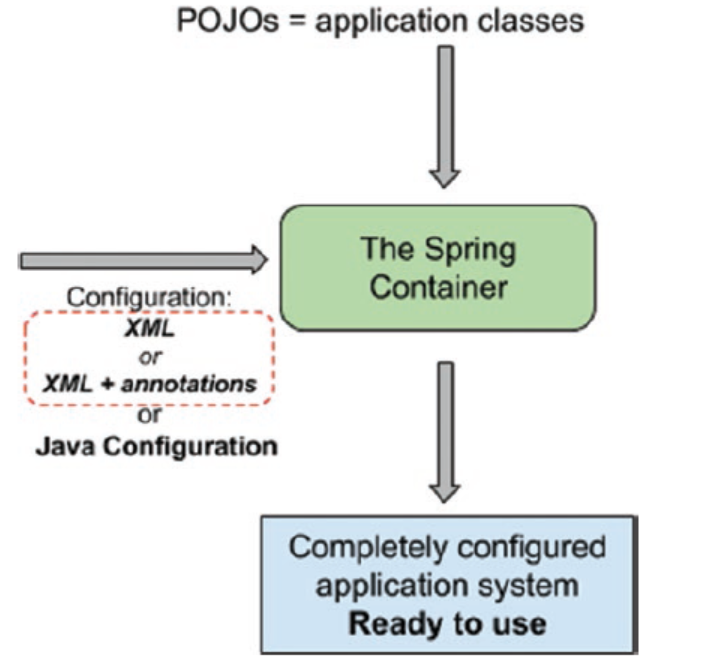 POJOs = application classes
The Spring
Container
Configuration:
XML
or
XML + annotations
or
Java Configuration
Completely configured
application system
Ready to use